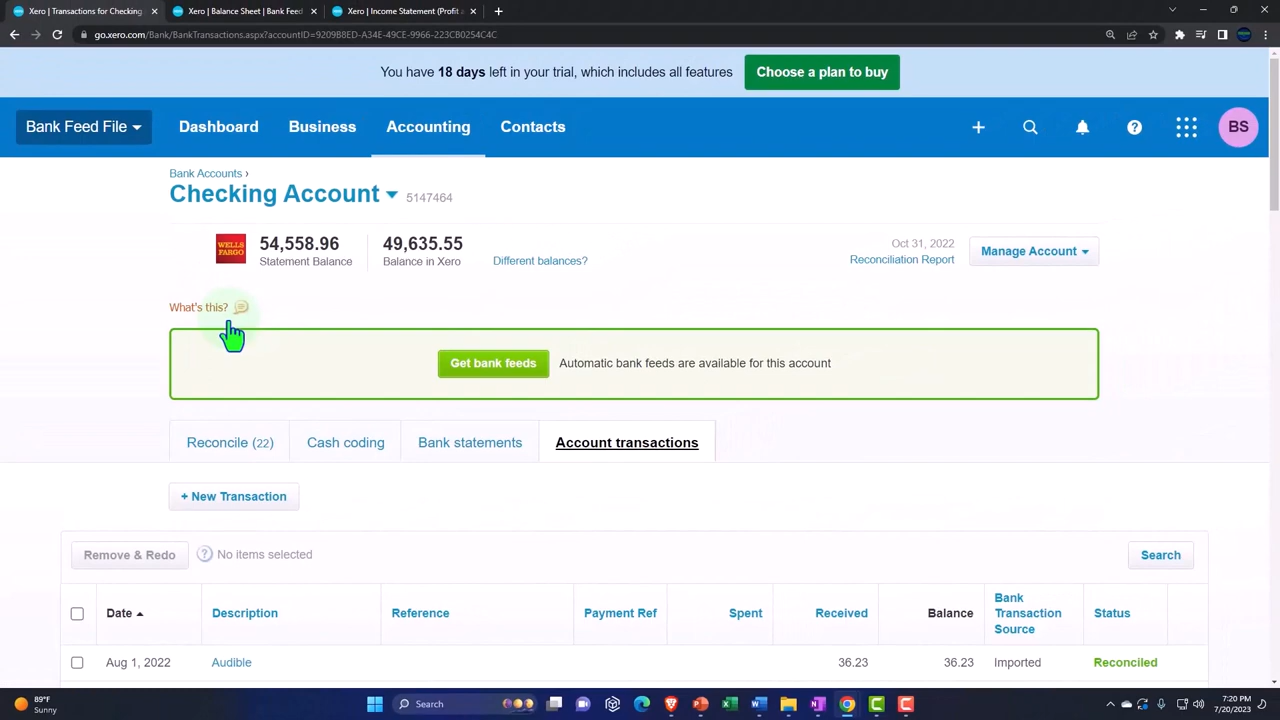 Xero | Transactions for Checking
Xero | Balance Sheet | Bank Feed
Xero | Income Statement (Profit a
go.xero.com/Bank/BankTransactions.aspx?accountID=9209B8ED-A34E-49CE-9966-223CB0254C4C
You have 18 days left in your trial, which includes all features
Choose a plan to buy
Bank Feed File
Dashboard
Business
Accounting
Contacts
BS
Bank Accounts ›
Checking Account
5147464
WELLS FARGO
54,558.96
Statement Balance
49,635.55
Balance in Xero
Different balances?
Oct 31, 2022
Reconciliation Report
Manage Account
What's this?
Get bank feeds
Automatic bank feeds are available for this account
Reconcile (22)
Cash coding
Bank statements
Account transactions
+ New Transaction
Remove & Redo
?
No items selected
Search
Date
Description
Reference
Payment Ref
Spent
Received
Balance
Bank
Transaction
Source
Status
Aug 1, 2022
Audible
36.23
36.23
Imported
Reconciled
89°F
Sunny
Search
7:20 PM
7/20/2023